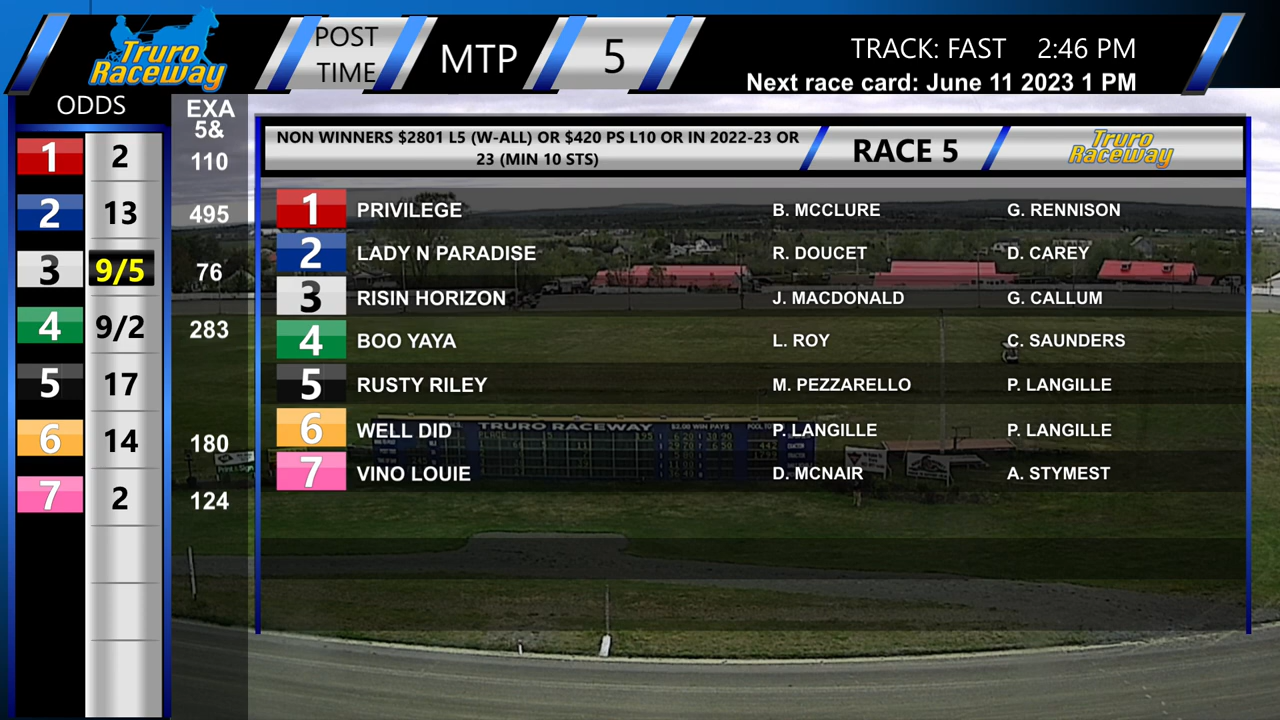 Truro
Raceway
POST
TIME
MTP
5
TRACK: FAST 2:46 PM
Next race card: June 11 2023 1 PM
ODDS
EXA
5&
1 2 110
2 13 495
3 9/5 76
4 9/2 283
5 17
6 14 180
7 2 124
NON WINNERS $2801 L5 (W-ALL) OR $420 PS L10 OR IN 2022-23 OR
23 (MIN 10 STS)
RACE 5
Truro
Raceway
1 PRIVILEGE B. MCCLURE G. RENNISON
2 LADY N PARADISE R. DOUCET D. CAREY
3 RISIN HORIZON J. MACDONALD G. CALLUM
4 BOO YAYA L. ROY C. SAUNDERS
5 RUSTY RILEY M. PEZZARELLO P. LANGILLE
6 WELL DID P. LANGILLE P. LANGILLE
7 VINO LOUIE D. MCNAIR A. STYMEST
TRURO RACEWAY